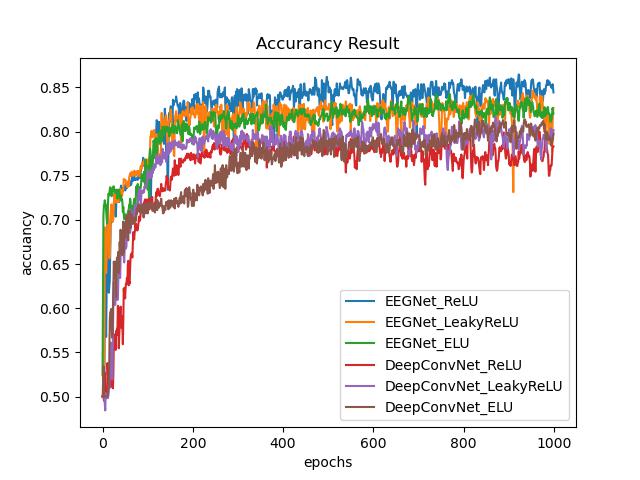 Accurancy Result
accuancy
0.85
0.80
0.75
0.70
0.65
0.60
0.55
0.50
EEGNet_ReLU
EEGNet_LeakyReLU
EEGNet_ELU
DeepConvNet_ReLU
DeepConvNet_LeakyReLU
DeepConvNet_ELU
0 200 400 600 800 1000
epochs